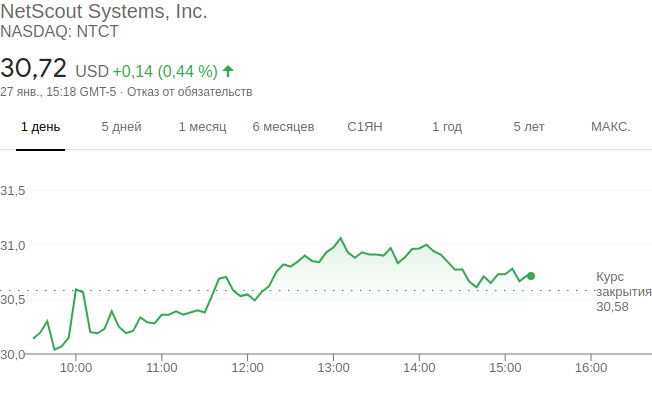 NetScout Systems, Inc.
NASDAQ: NTCT
30,72 USD +0,14 (0,44 %)
27 янв., 15:18 GMT-5 · Отказ от обязательств
1 день 5 дней 1 месяц 6 месяцев С1ЯН 1 год 5 лет МАКС.
31,5
31,0
Курс
закрытия
30,58
30,5
30,0
10:00 11:00 12:00 13:00 14:00 15:00 16:00